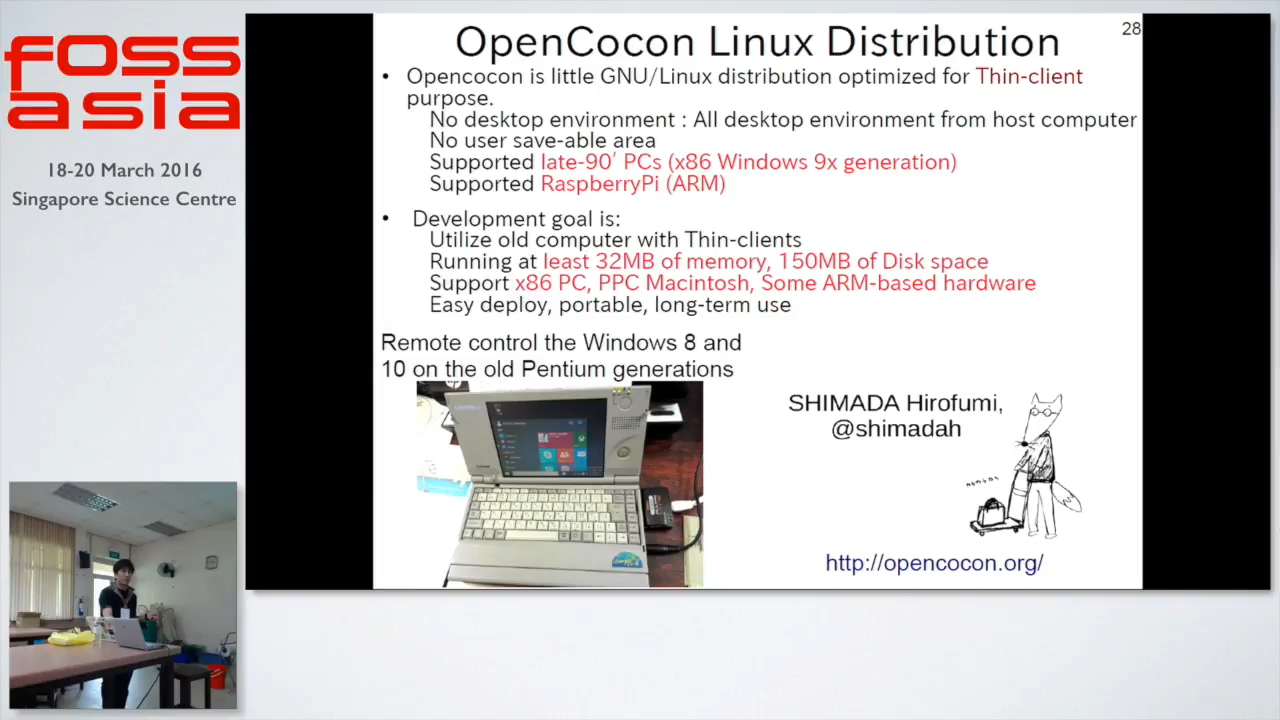 FOSS
asia
18-20 March 2016
Singapore Science Centre
28
OpenCocon Linux Distribution
• Opencocon is little GNU/Linux distribution optimized for Thin-client
purpose.
No desktop environment : All desktop environment from host computer
No user save-able area
Supported late-90' PCs (x86 Windows 9x generation)
Supported RaspberryPi (ARM)
• Development goal is:
Utilize old computer with Thin-clients
Running at least 32MB of memory, 150MB of Disk space
Support x86 PC, PPC Macintosh, Some ARM-based hardware
Easy deploy, portable, long-term use
Remote control the Windows 8 and
10 on the old Pentium generations
SHIMADA Hirofumi,
@shimadah
http://opencocon.org/